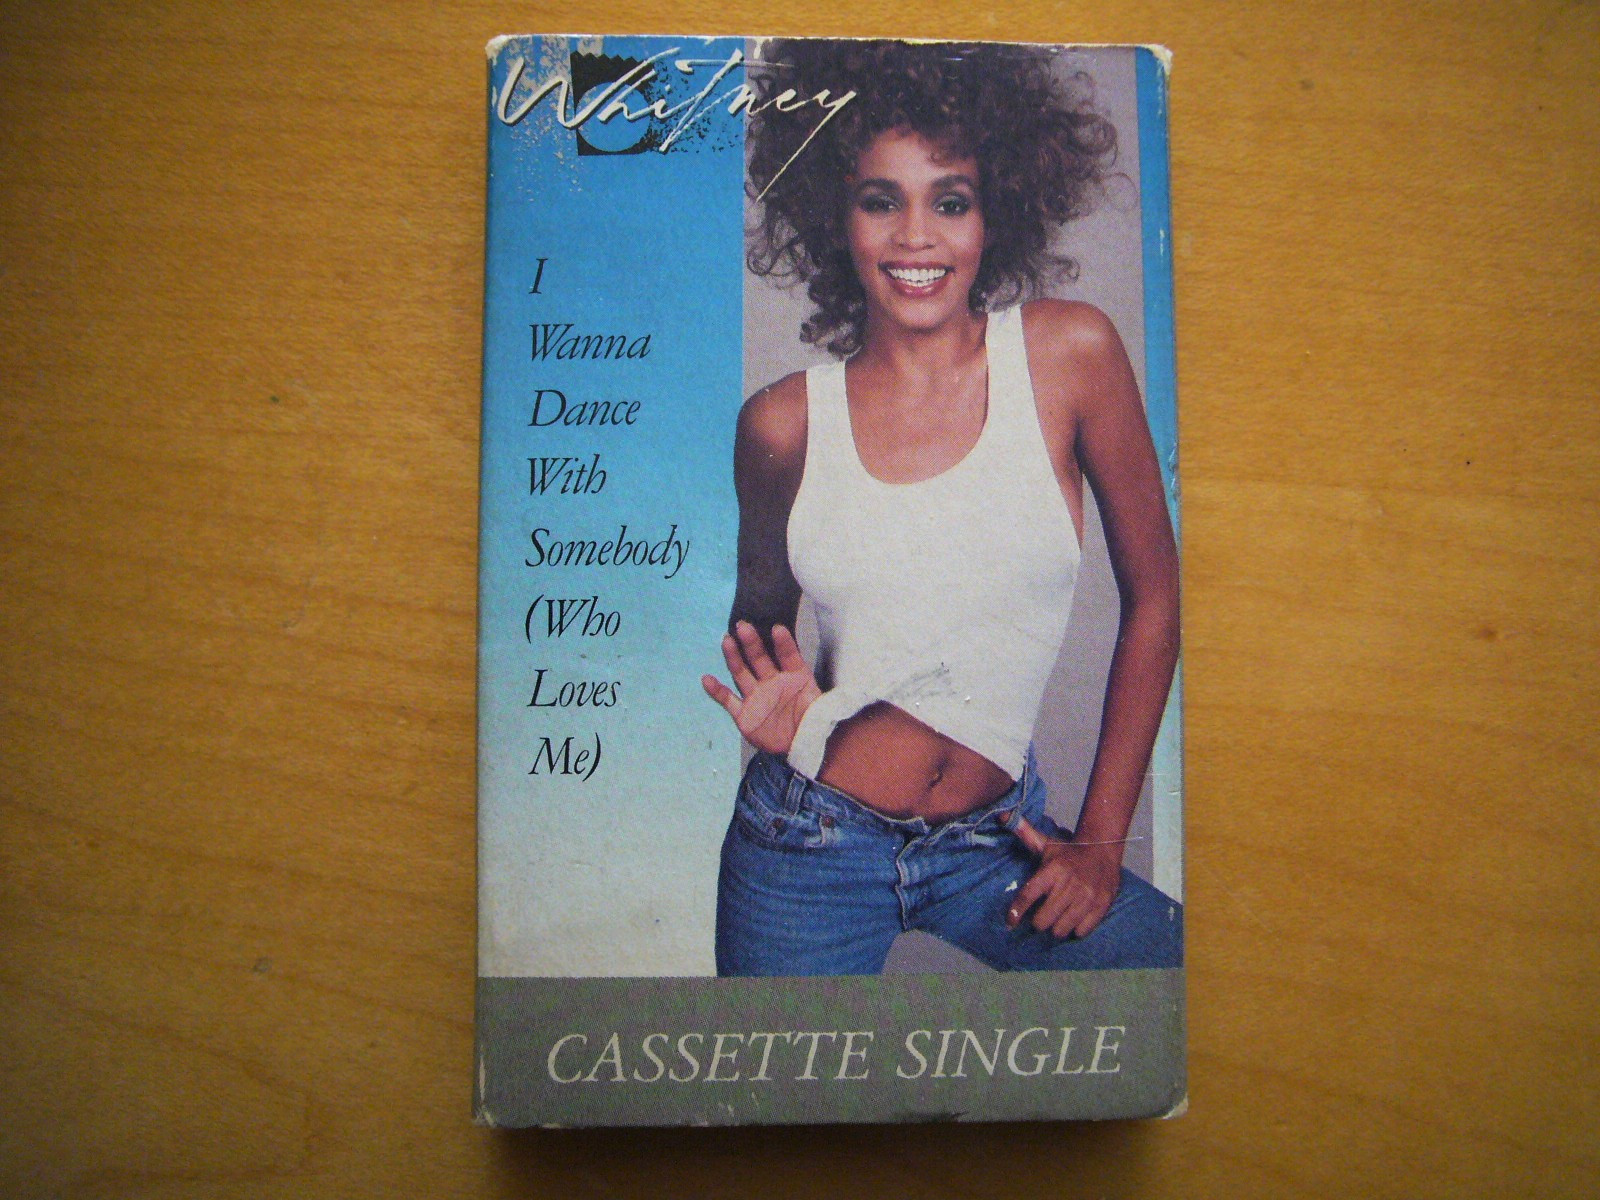 Whitney
I
Wanna
Dance
With
Somebody
(Who
Loves
Me)
CASSETTE SINGLE